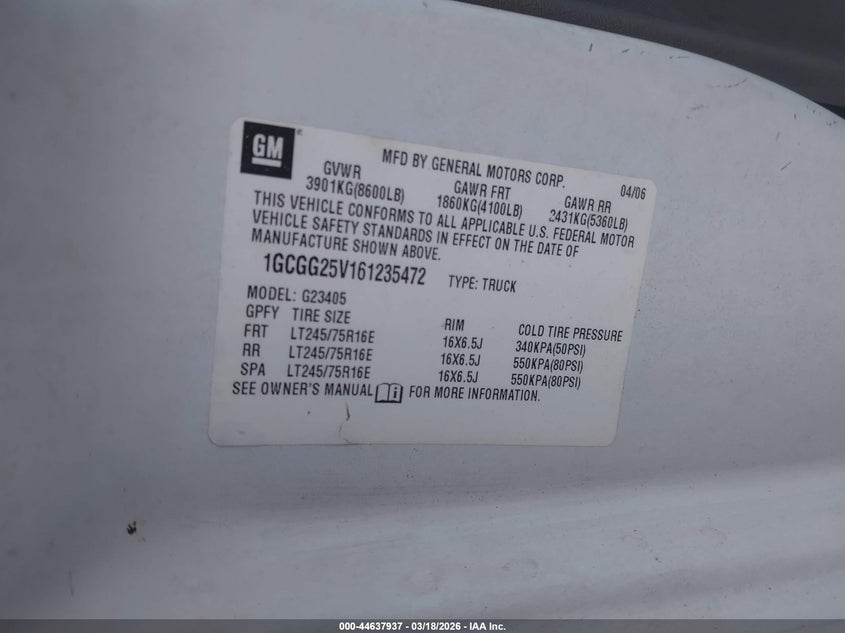 GM
MFD BY GENERAL MOTORS CORP. 04/06
GVWR GAWR FRT GAWR RR
3901KG(8600LB) 1860KG(4100LB) 2431KG(5360LB)
THIS VEHICLE CONFORMS TO ALL APPLICABLE U.S. FEDERAL MOTOR
VEHICLE SAFETY STANDARDS IN EFFECT ON THE DATE OF
MANUFACTURE SHOWN ABOVE.
1GCGG25V161235472 TYPE: TRUCK
MODEL: G23405
GPFY TIRE SIZE RIM COLD TIRE PRESSURE
FRT LT245/75R16E 16X6.5J 340KPA(50PSI)
RR LT245/75R16E 16X6.5J 550KPA(80PSI)
SPA LT245/75R16E 16X6.5J 550KPA(80PSI)
SEE OWNER'S MANUAL i FOR MORE INFORMATION.
000-44637937 - 03/18/2026 - IAA Inc.